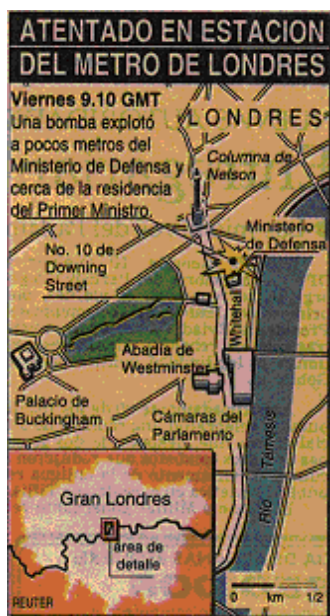 ATENTADO EN ESTACION
DEL METRO DE LONDRES
Viernes 9.10 GMT
Una bomba explotó
a pocos metros del
Ministerio de Defensa y
cerca de la residencia
del Primer Ministro.
LONDRES
Columna de
Nelson
Ministerio
de Defensa
No. 10 de
Downing
Street
Whitehall
Abadía de
Westminster
Palacio de
Buckingham
Cámaras del
Parlamento
Río Támesis
Gran Londres
área de
detalle
REUTER
0 km 1/2